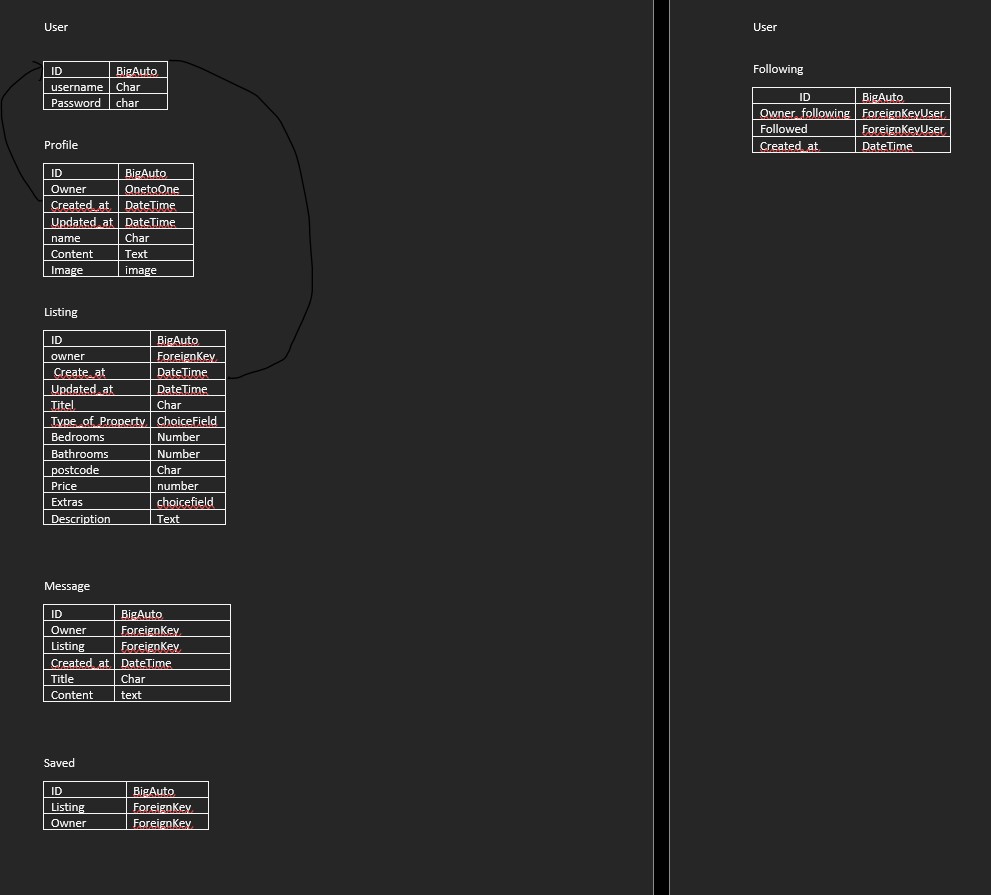 User
ID BigAuto
username Char
Password char
Profile
ID BigAuto
Owner OnetoOne
Created_at DateTime
Updated_at DateTime
name Char
Content Text
Image image
Listing
ID BigAuto
owner ForeignKey
Create_at DateTime
Updated_at DateTime
Titel Char
Type_of_Property ChoiceField
Bedrooms Number
Bathrooms Number
postcode Char
Price number
Extras choicefield
Description Text
Message
ID BigAuto
Owner ForeignKey
Listing ForeignKey
Created_at DateTime
Title Char
Content text
Saved
ID BigAuto
Listing ForeignKey
Owner ForeignKey
User
Following
ID BigAuto
Owner_following ForeignKeyUser
Followed ForeignKeyUser
Created_at DateTime